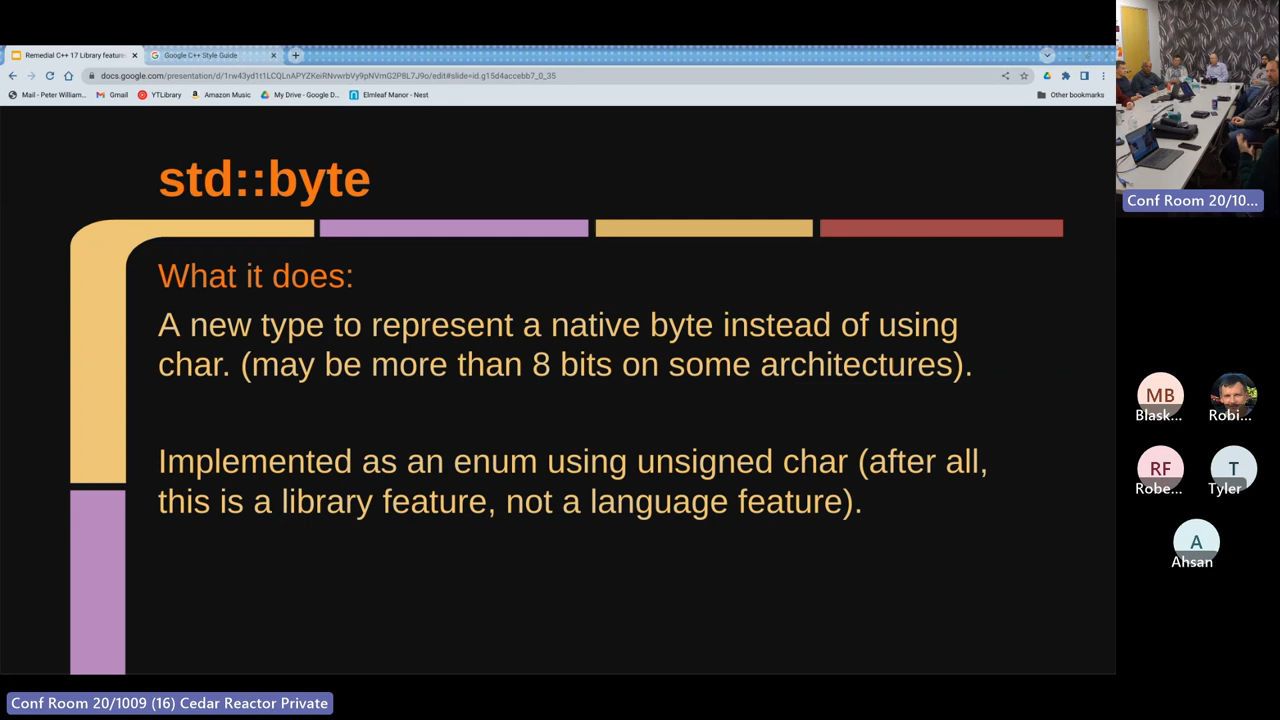 Remedial C++ 17 Library feature
Google C++ Style Guide
docs.google.com/presentation/d/1rw43yd1t1LCQLnAPYZKeiRNvwrbVy9pNVmG2P8L7J9o/edit#slide=id.g15d4accebb7_0_35
Mail - Peter William... Gmail YTLibrary Amazon Music My Drive - Google D... Elmleaf Manor - Nest Other bookmarks
std::byte
What it does:
A new type to represent a native byte instead of using
char. (may be more than 8 bits on some architectures).
Implemented as an enum using unsigned char (after all,
this is a library feature, not a language feature).
Conf Room 20/10...
MB
Blask... Robi...
RF T
Robe... Tyler
A
Ahsan
Conf Room 20/1009 (16) Cedar Reactor Private